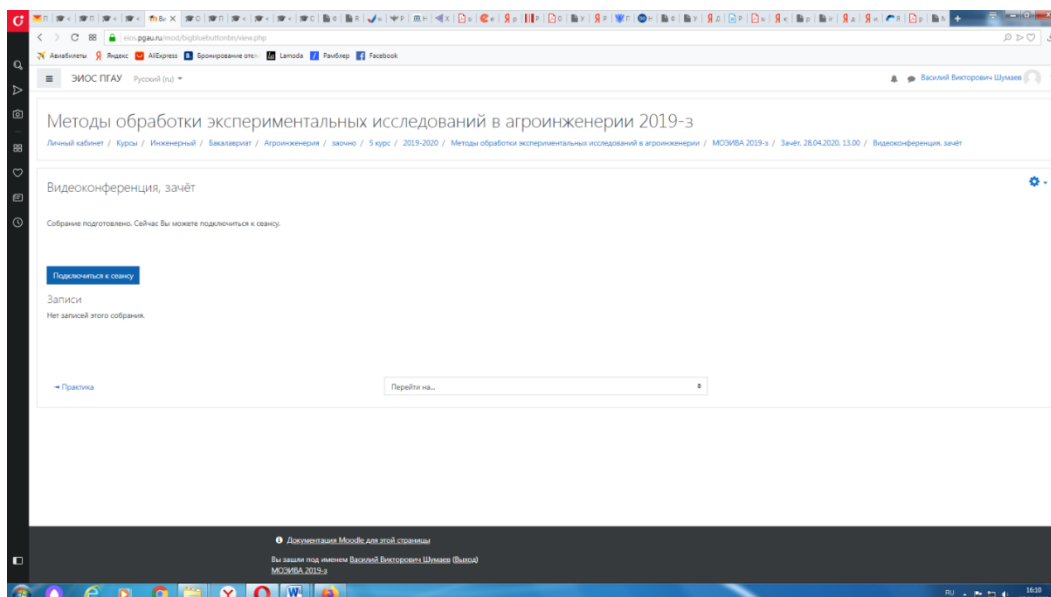 eios.pgau.ru/mod/bigbluebuttonbn/view.php
Авиабилеты Яндекс AliExpress Бронирование отел Lamoda Рамблер Facebook
ЭИОС ПГАУ Русский (ru) Василий Викторович Шумаев
Методы обработки экспериментальных исследований в агроинженерии 2019-з
Личный кабинет / Курсы / Инженерный / Бакалавриат / Агроинженерия / заочно / 5 курс / 2019-2020 / Методы обработки экспериментальных исследований в агроинженерии / МОЭИВА 2019-з / Зачёт, 28.04.2020, 13.00 / Видеоконференция, зачёт
Видеоконференция, зачёт
Собрание подготовлено. Сейчас Вы можете подключиться к сеансу.
Подключиться к сеансу
Записи
Нет записей этого собрания.
◄ Практика Перейти на...
Документация Moodle для этой страницы
Вы зашли под именем Василий Викторович Шумаев (Выход)
МОЭИВА 2019-з
RU 16:10